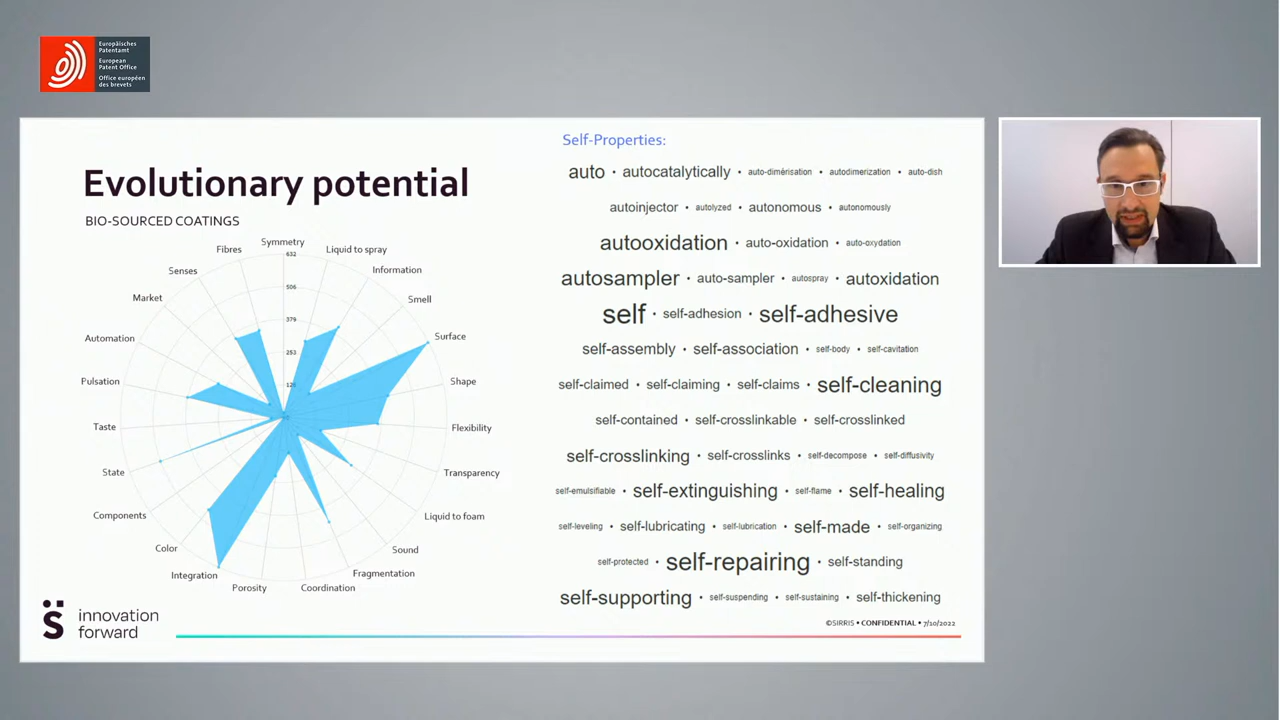 Europäisches
Patentamt
European
Patent Office
Office européen
des brevets
Evolutionary potential
BIO-SOURCED COATINGS
Symmetry
Liquid to spray
Information
Smell
Surface
Shape
Flexibility
Transparency
Liquid to foam
Sound
Fragmentation
Coordination
Porosity
Integration
Color
Components
State
Taste
Pulsation
Automation
Market
Senses
Fibres
632
506
379
253
126
Self-Properties:
auto • autocatalytically • auto-dimérisation • autodimerization • auto-dish
autoinjector • autolyzed • autonomous • autonomously
autooxidation • auto-oxidation • auto-oxydation
autosampler • auto-sampler • autospray • autoxidation
self • self-adhesion • self-adhesive
self-assembly • self-association • self-body • self-cavitation
self-claimed • self-claiming • self-claims • self-cleaning
self-contained • self-crosslinkable • self-crosslinked
self-crosslinking • self-crosslinks • self-decompose • self-diffusivity
self-emulsifiable • self-extinguishing • self-flame • self-healing
self-leveling • self-lubricating • self-lubrication • self-made • self-organizing
self-protected • self-repairing • self-standing
self-supporting • self-suspending • self-sustaining • self-thickening
©SIRRIS • CONFIDENTIAL • 7/10/2022
s̈ innovation
forward